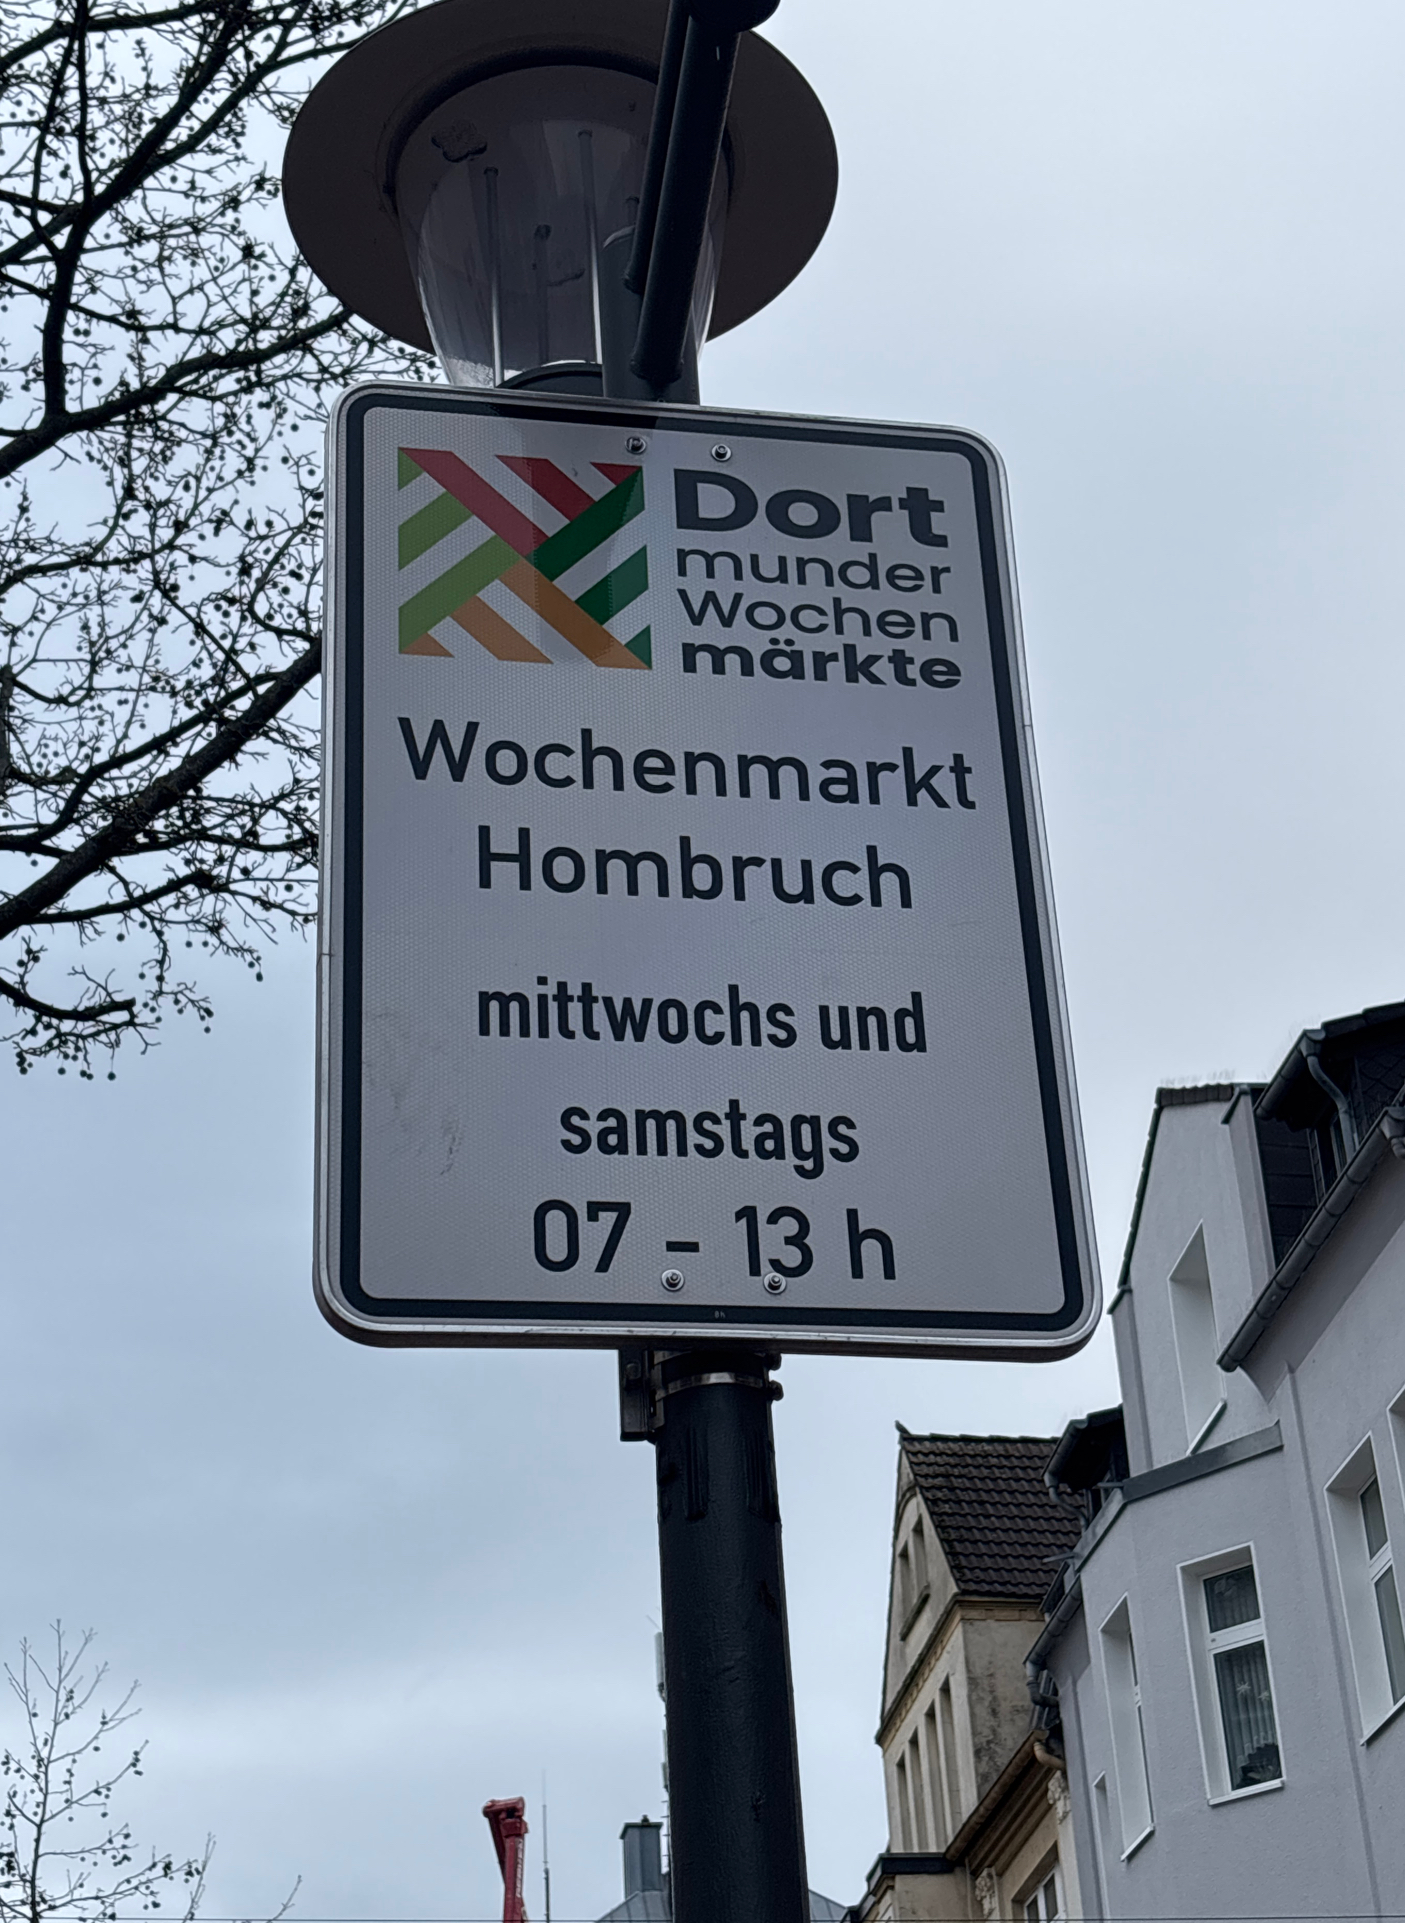 Dort
munder
Wochen
märkte
Wochenmarkt
Hombruch
mittwochs und
samstags
07 - 13 h